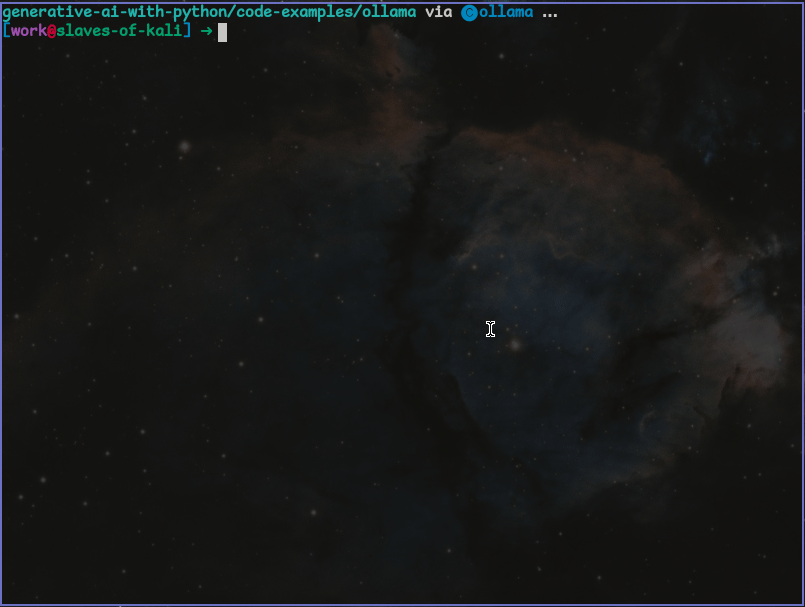 generative-ai-with-python/code-examples/ollama via ©ollama ...
[work@slaves-of-kali] →